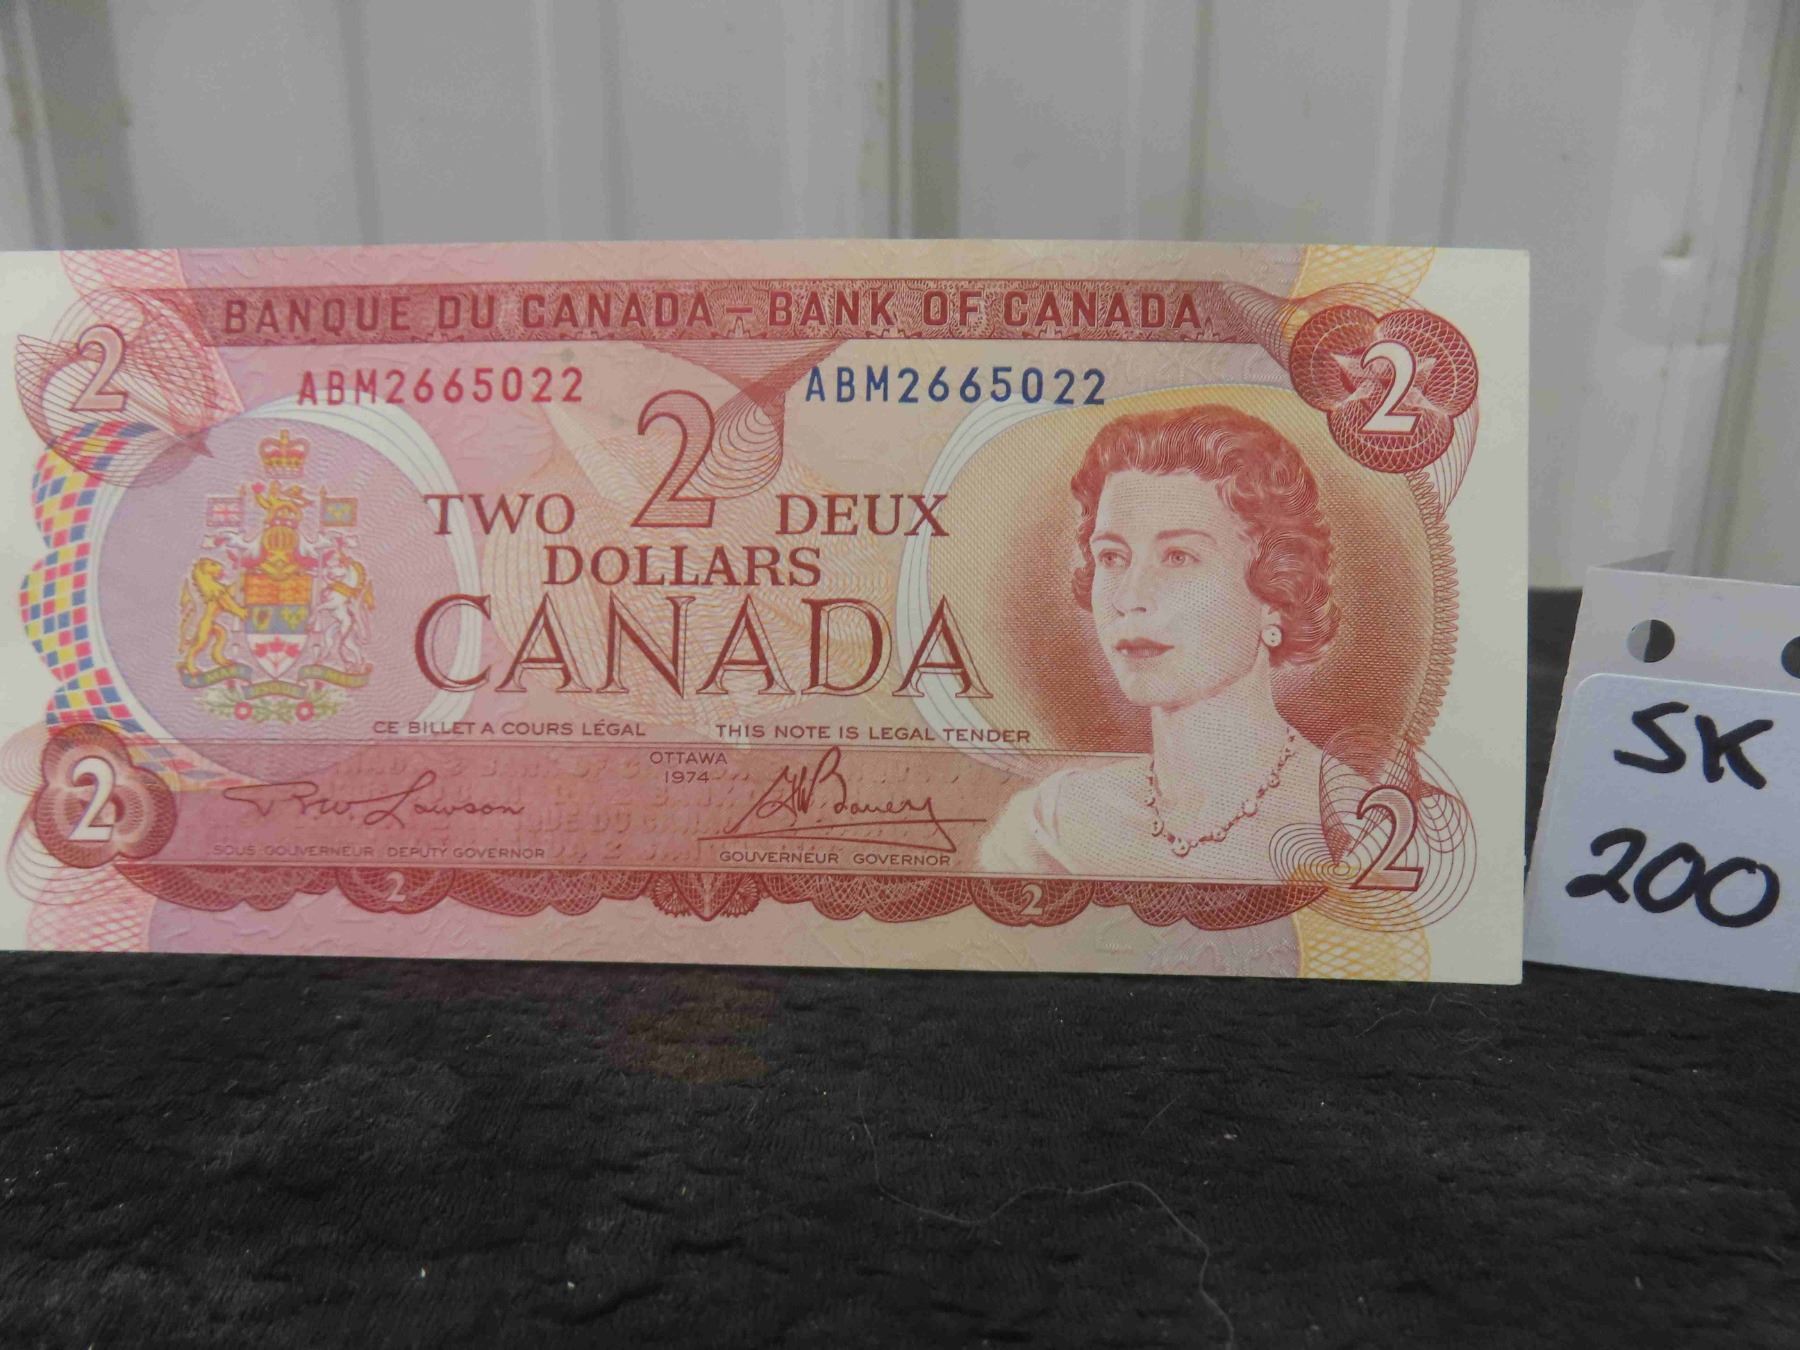 BANQUE DU CANADA – BANK OF CANADA
2 2
ABM2665022 ABM2665022
2
TWO DEUX
DOLLARS
CANADA
CE BILLET A COURS LÉGAL THIS NOTE IS LEGAL TENDER
OTTAWA
1974
2 Lawson Bouey 2
SOUS-GOUVERNEUR DEPUTY GOVERNOR GOUVERNEUR GOVERNOR
2 2
SK
200